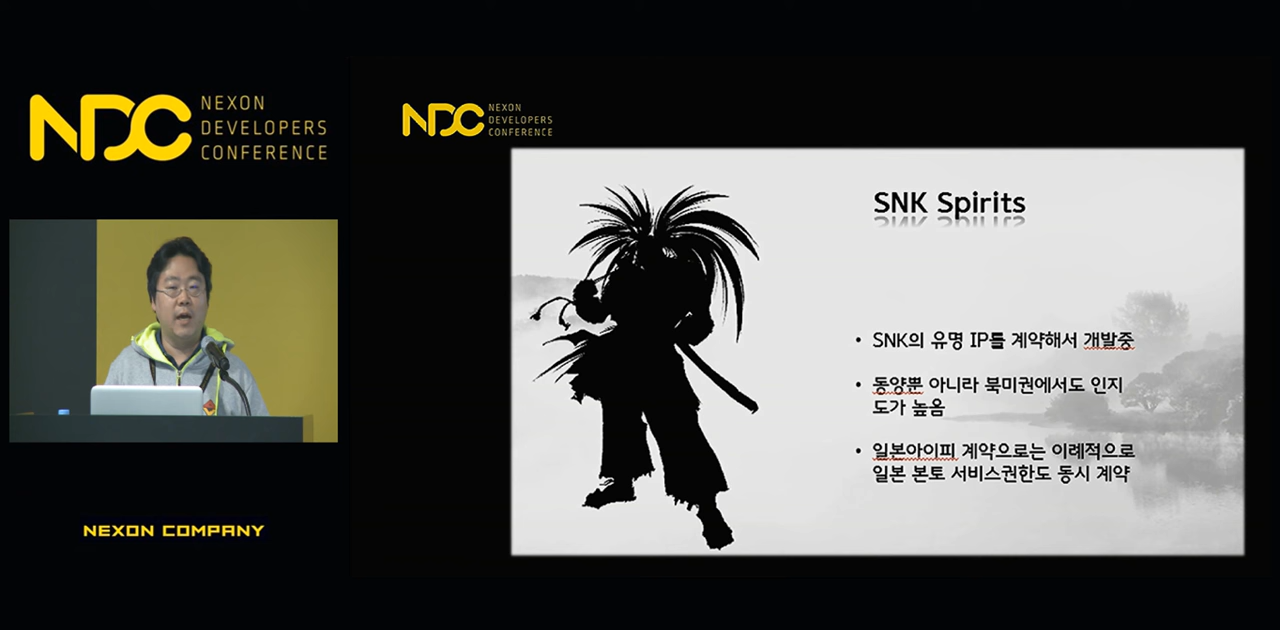 NDC NEXON
DEVELOPERS
CONFERENCE
NDC NEXON
DEVELOPERS
CONFERENCE
SNK Spirits
• SNK의 유명 IP를 계약해서 개발중
• 동양뿐 아니라 북미권에서도 인지
도가 높음
• 일본아이피 계약으로는 이례적으로
일본 본토 서비스권한도 동시 계약
NEXON COMPANY